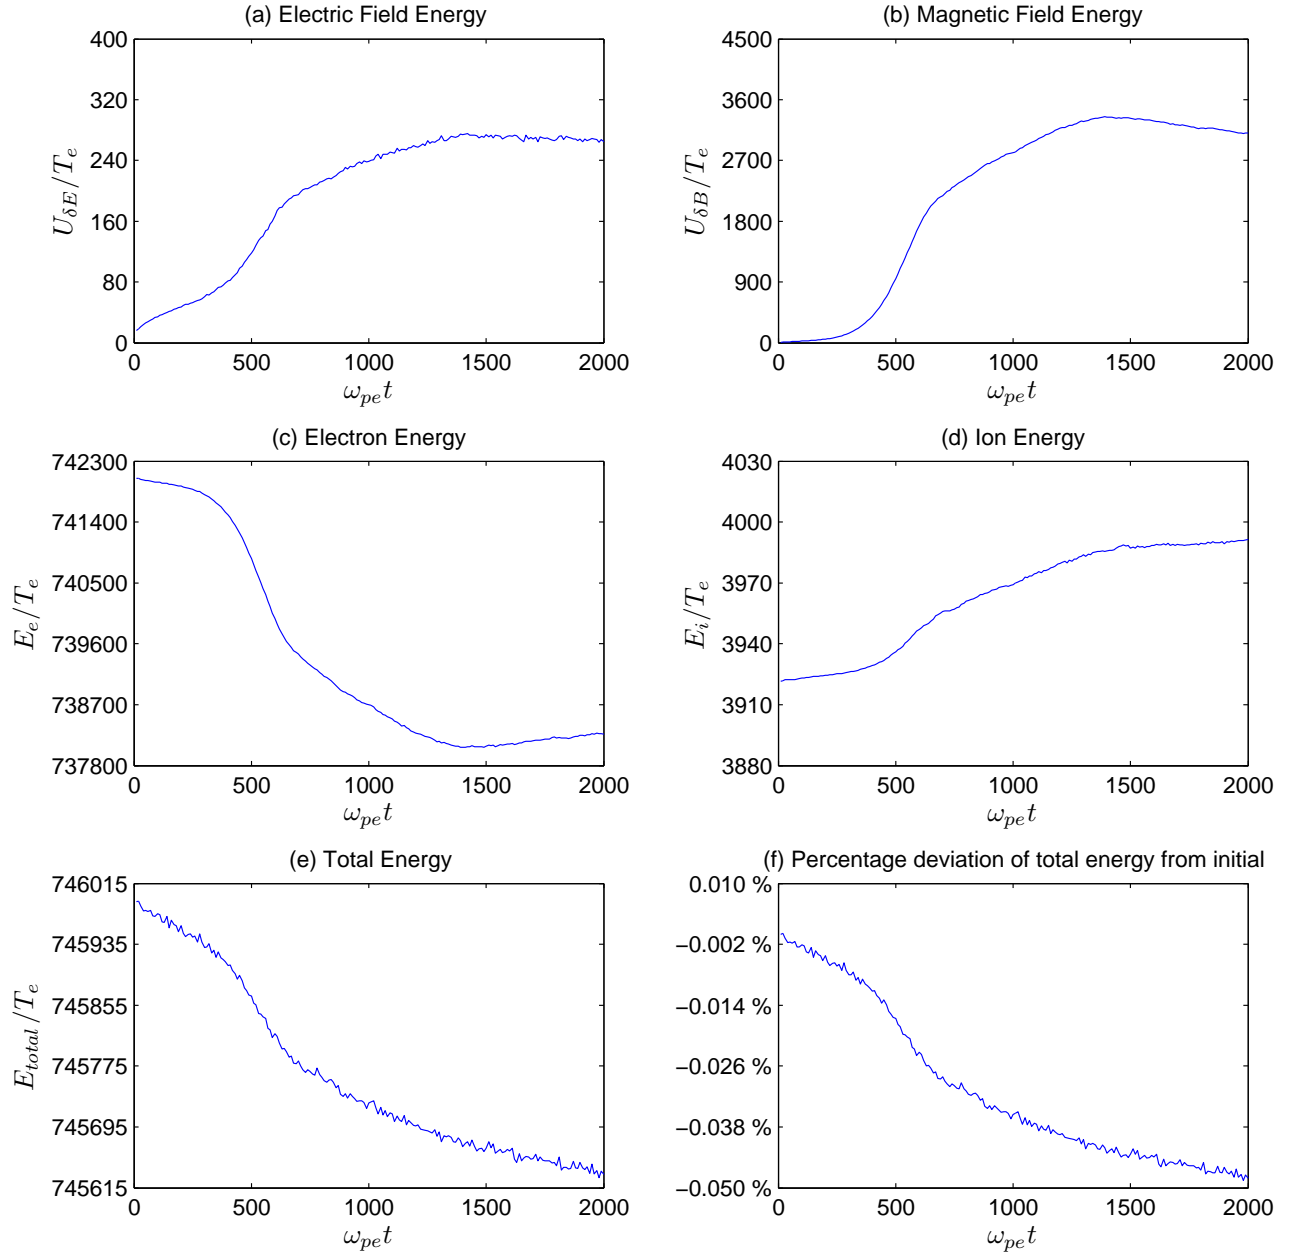 (a) Electric Field Energy
400
320
240
160
80
0
U_{δE}/T_e
0 500 1000 1500 2000
ω_{pe}t
(b) Magnetic Field Energy
4500
3600
2700
1800
900
0
U_{δB}/T_e
0 500 1000 1500 2000
ω_{pe}t
(c) Electron Energy
742300
741400
740500
739600
738700
737800
E_e/T_e
0 500 1000 1500 2000
ω_{pe}t
(d) Ion Energy
4030
4000
3970
3940
3910
3880
E_i/T_e
0 500 1000 1500 2000
ω_{pe}t
(e) Total Energy
746015
745935
745855
745775
745695
745615
E_{total}/T_e
0 500 1000 1500 2000
ω_{pe}t
(f) Percentage deviation of total energy from initial
0.010 %
−0.002 %
−0.014 %
−0.026 %
−0.038 %
−0.050 %
0 500 1000 1500 2000
ω_{pe}t